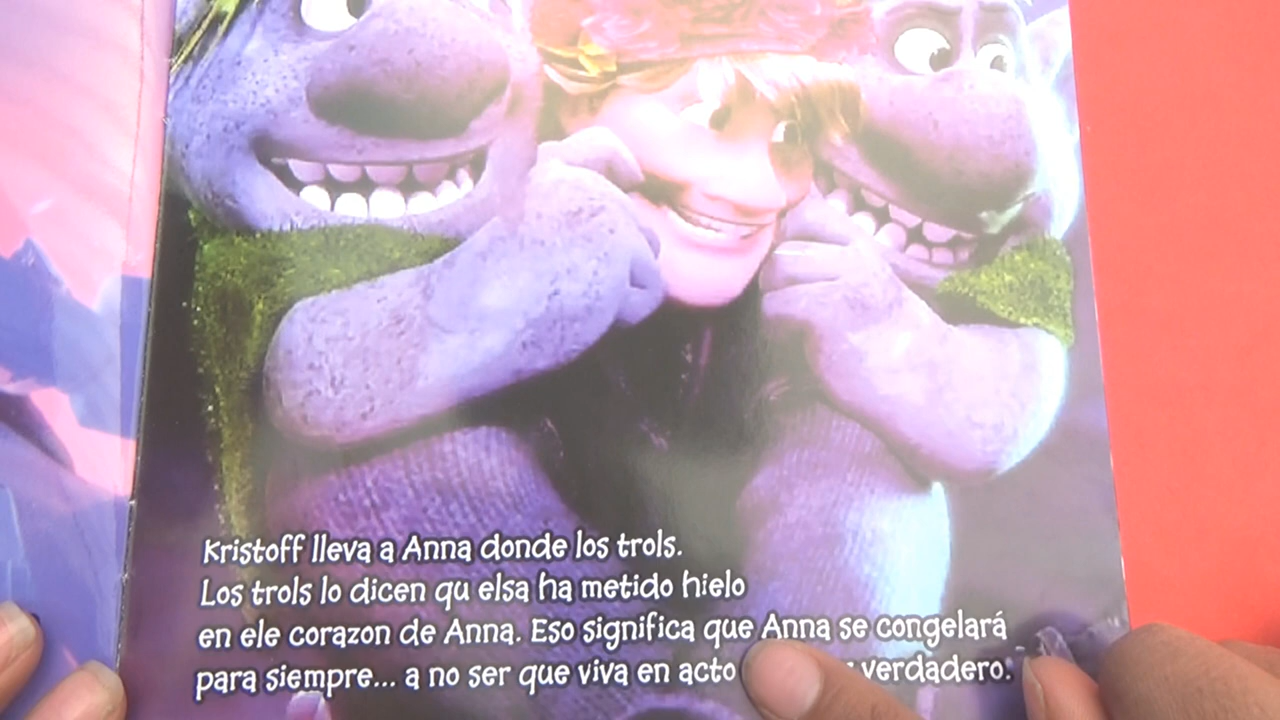 Kristoff lleva a Anna donde los trols.
Los trols lo dicen qu elsa ha metido hielo
en ele corazon de Anna. Eso significa que Anna se congelará
para siempre... a no ser que viva en acto verdadero.